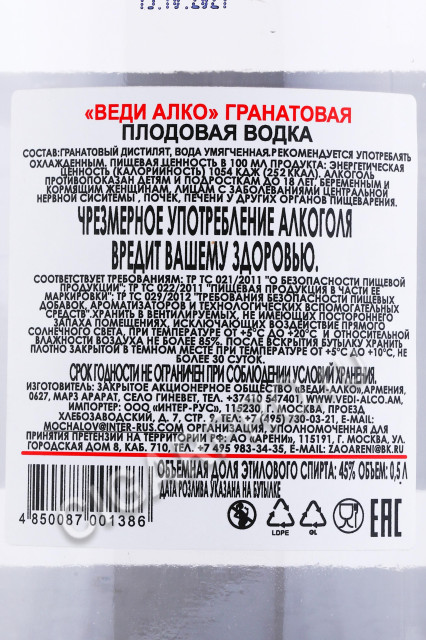 13.10.2021
«ВЕДИ АЛКО» ГРАНАТОВАЯ
ПЛОДОВАЯ ВОДКА
СОСТАВ:ГРАНАТОВЫЙ ДИСТИЛЯТ, ВОДА УМЯГЧЕННАЯ.РЕКОМЕНДУЕТСЯ УПОТРЕБЛЯТЬ
ОХЛАЖДЕННЫМ. ПИЩЕВАЯ ЦЕННОСТЬ В 100 МЛ ПРОДУКТА: ЭНЕРГЕТИЧЕСКАЯ
ЦЕННОСТЬ (КАЛОРИЙНОСТЬ) 1054 КДЖ (252 ККАЛ). АЛКОГОЛЬ
ПРОТИВОПОКАЗАН ДЕТЯМ И ПОДРОСТКАМ ДО 18 ЛЕТ, БЕРЕМЕННЫМ И
КОРМЯЩИМ ЖЕНЩИНАМ, ЛИЦАМ С ЗАБОЛЕВАНИЯМИ ЦЕНТРАЛЬНОЙ
НЕРВНОЙ СИСИТЕМЫ , ПОЧЕК, ПЕЧЕНИ У ДРУГИХ ОРГАНОВ ПИЩЕВАРЕНИЯ.
ЧРЕЗМЕРНОЕ УПОТРЕБЛЕНИЕ АЛКОГОЛЯ
ВРЕДИТ ВАШЕМУ ЗДОРОВЬЮ.
СООТВЕТСТВУЕТ ТРЕБОВАНИЯМ: ТР ТС 021/2011 "О БЕЗОПАСНОСТИ ПИЩЕВОЙ
ПРОДУКЦИИ"; ТР ТС 022/2011 "ПИЩЕВАЯ ПРОДУКЦИЯ В ЧАСТИ ЕЕ
МАРКИРОВКИ"; ТР ТС 029/2012 ТРЕБОВАНИЯ БЕЗОПАСНОСТИ ПИЩЕВЫХ
ДОБАВОК, АРОМАТИЗАТОРОВ И ТЕХНОЛОГИЧЕСКИХ ВСПОМОГАТЕЛЬНЫХ
СРЕДСТВ".ХРАНИТЬ В ВЕНТИЛИРУЕМЫХ, НЕ ИМЕЮЩИХ ПОСТОРОННЕГО
ЗАПАХА ПОМЕЩЕНИЯХ, ИСКЛЮЧАЮЩИХ ВОЗДЕЙСТВИЕ ПРЯМОГО
СОЛНЕЧНОГО СВЕТА, ПРИ ТЕМПЕРАТУРЕ ОТ +5°C ДО +20°C И ОТНОСИТЕЛЬНОЙ
ВЛАЖНОСТИ ВОЗДУХА НЕ БОЛЕЕ 85%. ПОСЛЕ ВСКРЫТИЯ БУТЫЛКУ ХРАНИТЬ
ПЛОТНО ЗАКРЫТОЙ В ТЕМНОМ МЕСТЕ ПРИ ТЕМПЕРАТУРЕ ОТ +5°C ДО +10°C, НЕ
БОЛЕЕ 30 СУТОК.
СРОК ГОДНОСТИ НЕ ОГРАНИЧЕН ПРИ СОБЛЮДЕНИИ УСЛОВИЙ ХРАНЕНИЯ.
ИЗГОТОВИТЕЛЬ: ЗАКРЫТОЕ АКЦИОНЕРНОЕ ОБЩЕСТВО «ВЕДИ-АЛКО»,АРМЕНИЯ,
0627, МАРЗ АРАРАТ, СЕЛО ГИНЕВЕТ, ТЕЛ. +3740 547401, WWW.VEDI-ALCO.AM,
ИМПОРТЕР: ООО «ИНТЕР-РУС», 115230, Г. МОСКВА, ПРОЕЗД
ХЛЕБОЗАВОДСКИЙ, Д. 7, СТР. 9, ТЕЛ. +7 (495)-730-03-21, E-MAIL:
MOCHALOV@INTER-RUS.COM ОРГАНИЗАЦИЯ, УПОЛНОМОЧЕННАЯ ДЛЯ
ПРИНЯТИЯ ПРЕТЕНЗИЙ НА ТЕРРИТОРИИ РФ: АО «АРЕНИ», 115191, Г. МОСКВА, УЛ.
ГОРОДСКАЯ ДОМ 8, КАБ. 710, ТЕЛ. +7 495 983-34-35, E-MAIL: ZAOARENI@BK.RU
ОБЪЕМНАЯ ДОЛЯ ЭТИЛОВОГО СПИРТА: 45% ОБЪЕМ: 0,5 Л
ДАТА РОЗЛИВА УКАЗАНА НА БУТЫЛКЕ
4 850087 001386
LDPE
GL
EAC